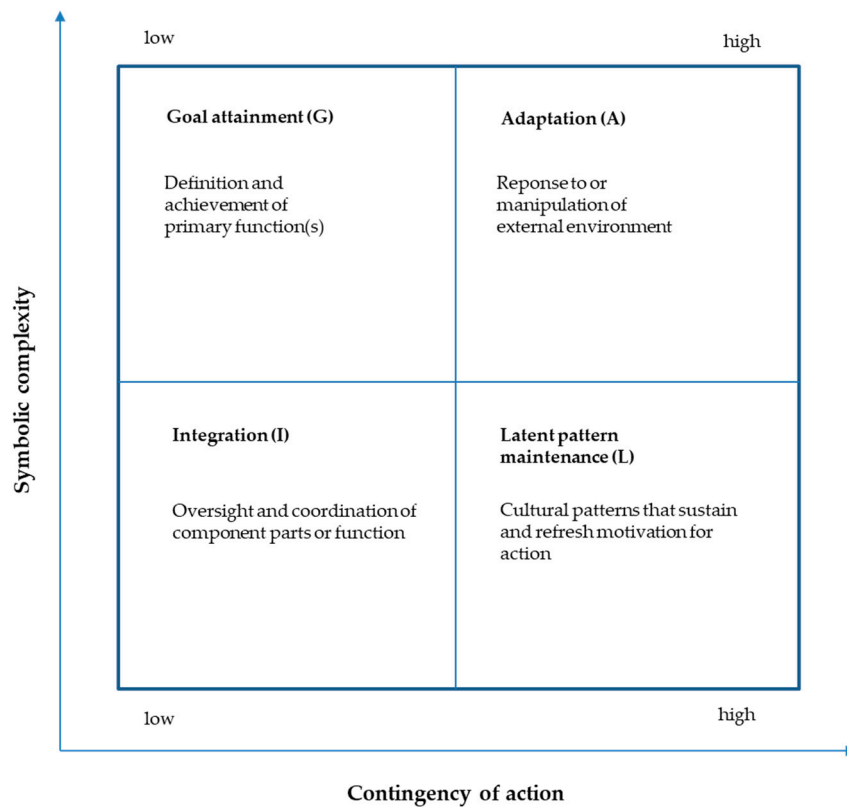 low
high
Goal attainment (G)
Adaptation (A)
Definition and
achievement of
primary function(s)
Reponse to or
manipulation of
external environment
Symbolic complexity
Integration (I)
Latent pattern
maintenance (L)
Oversight and coordination of
component parts or function
Cultural patterns that sustain
and refresh motivation for
action
low
high
Contingency of action